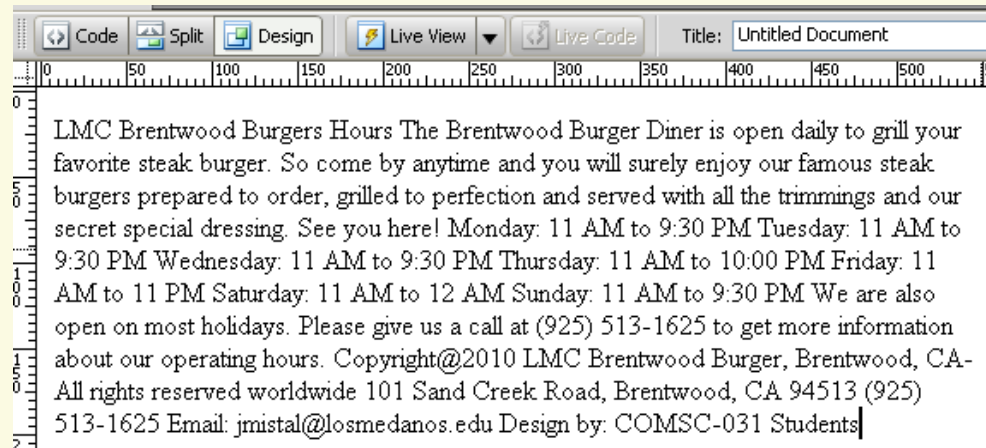 Code Split Design Live View Live Code Title: Untitled Document
0 50 100 150 200 250 300 350 400 450 500
LMC Brentwood Burgers Hours The Brentwood Burger Diner is open daily to grill your
favorite steak burger. So come by anytime and you will surely enjoy our famous steak
burgers prepared to order, grilled to perfection and served with all the trimmings and our
secret special dressing. See you here! Monday: 11 AM to 9:30 PM Tuesday: 11 AM to
9:30 PM Wednesday: 11 AM to 9:30 PM Thursday: 11 AM to 10:00 PM Friday: 11
AM to 11 PM Saturday: 11 AM to 12 AM Sunday: 11 AM to 9:30 PM We are also
open on most holidays. Please give us a call at (925) 513-1625 to get more information
about our operating hours. Copyright@2010 LMC Brentwood Burger, Brentwood, CA-
All rights reserved worldwide 101 Sand Creek Road, Brentwood, CA 94513 (925)
513-1625 Email: jmistal@losmedanos.edu Design by: COMSC-031 Students